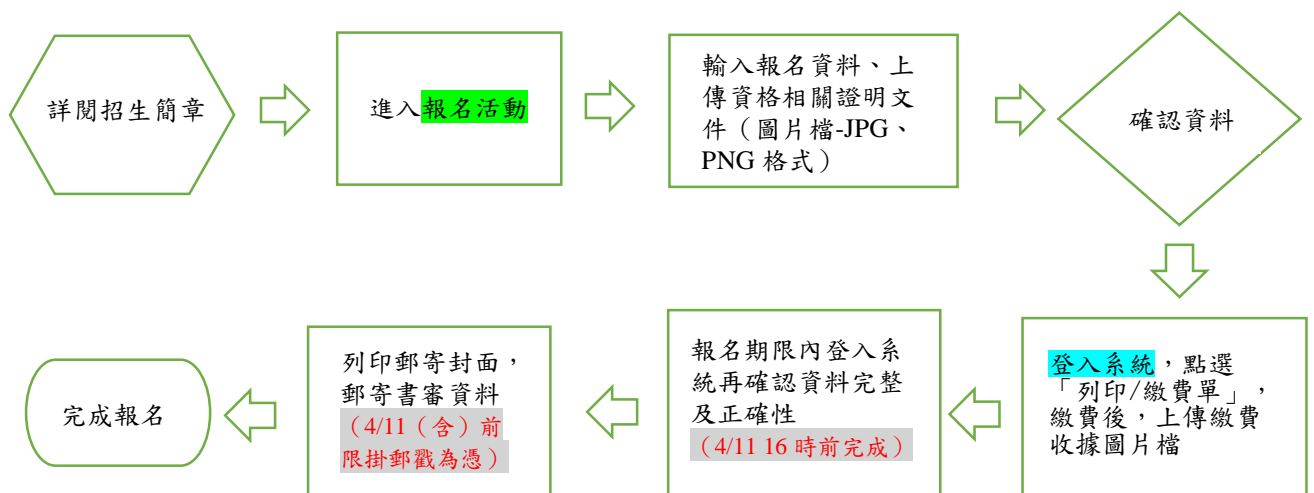 詳閱招生簡章
進入報名活動
輸入報名資料、上
傳資格相關證明文
件（圖片檔-JPG、
PNG 格式）
確認資料
登入系統，點選
「列印/繳費單」，
繳費後，上傳繳費
收據圖片檔
報名期限內登入系
統再確認資料完整
及正確性
（4/11 16 時前完成）
列印郵寄封面，
郵寄書審資料
（4/11（含）前
限掛郵戳為憑）
完成報名